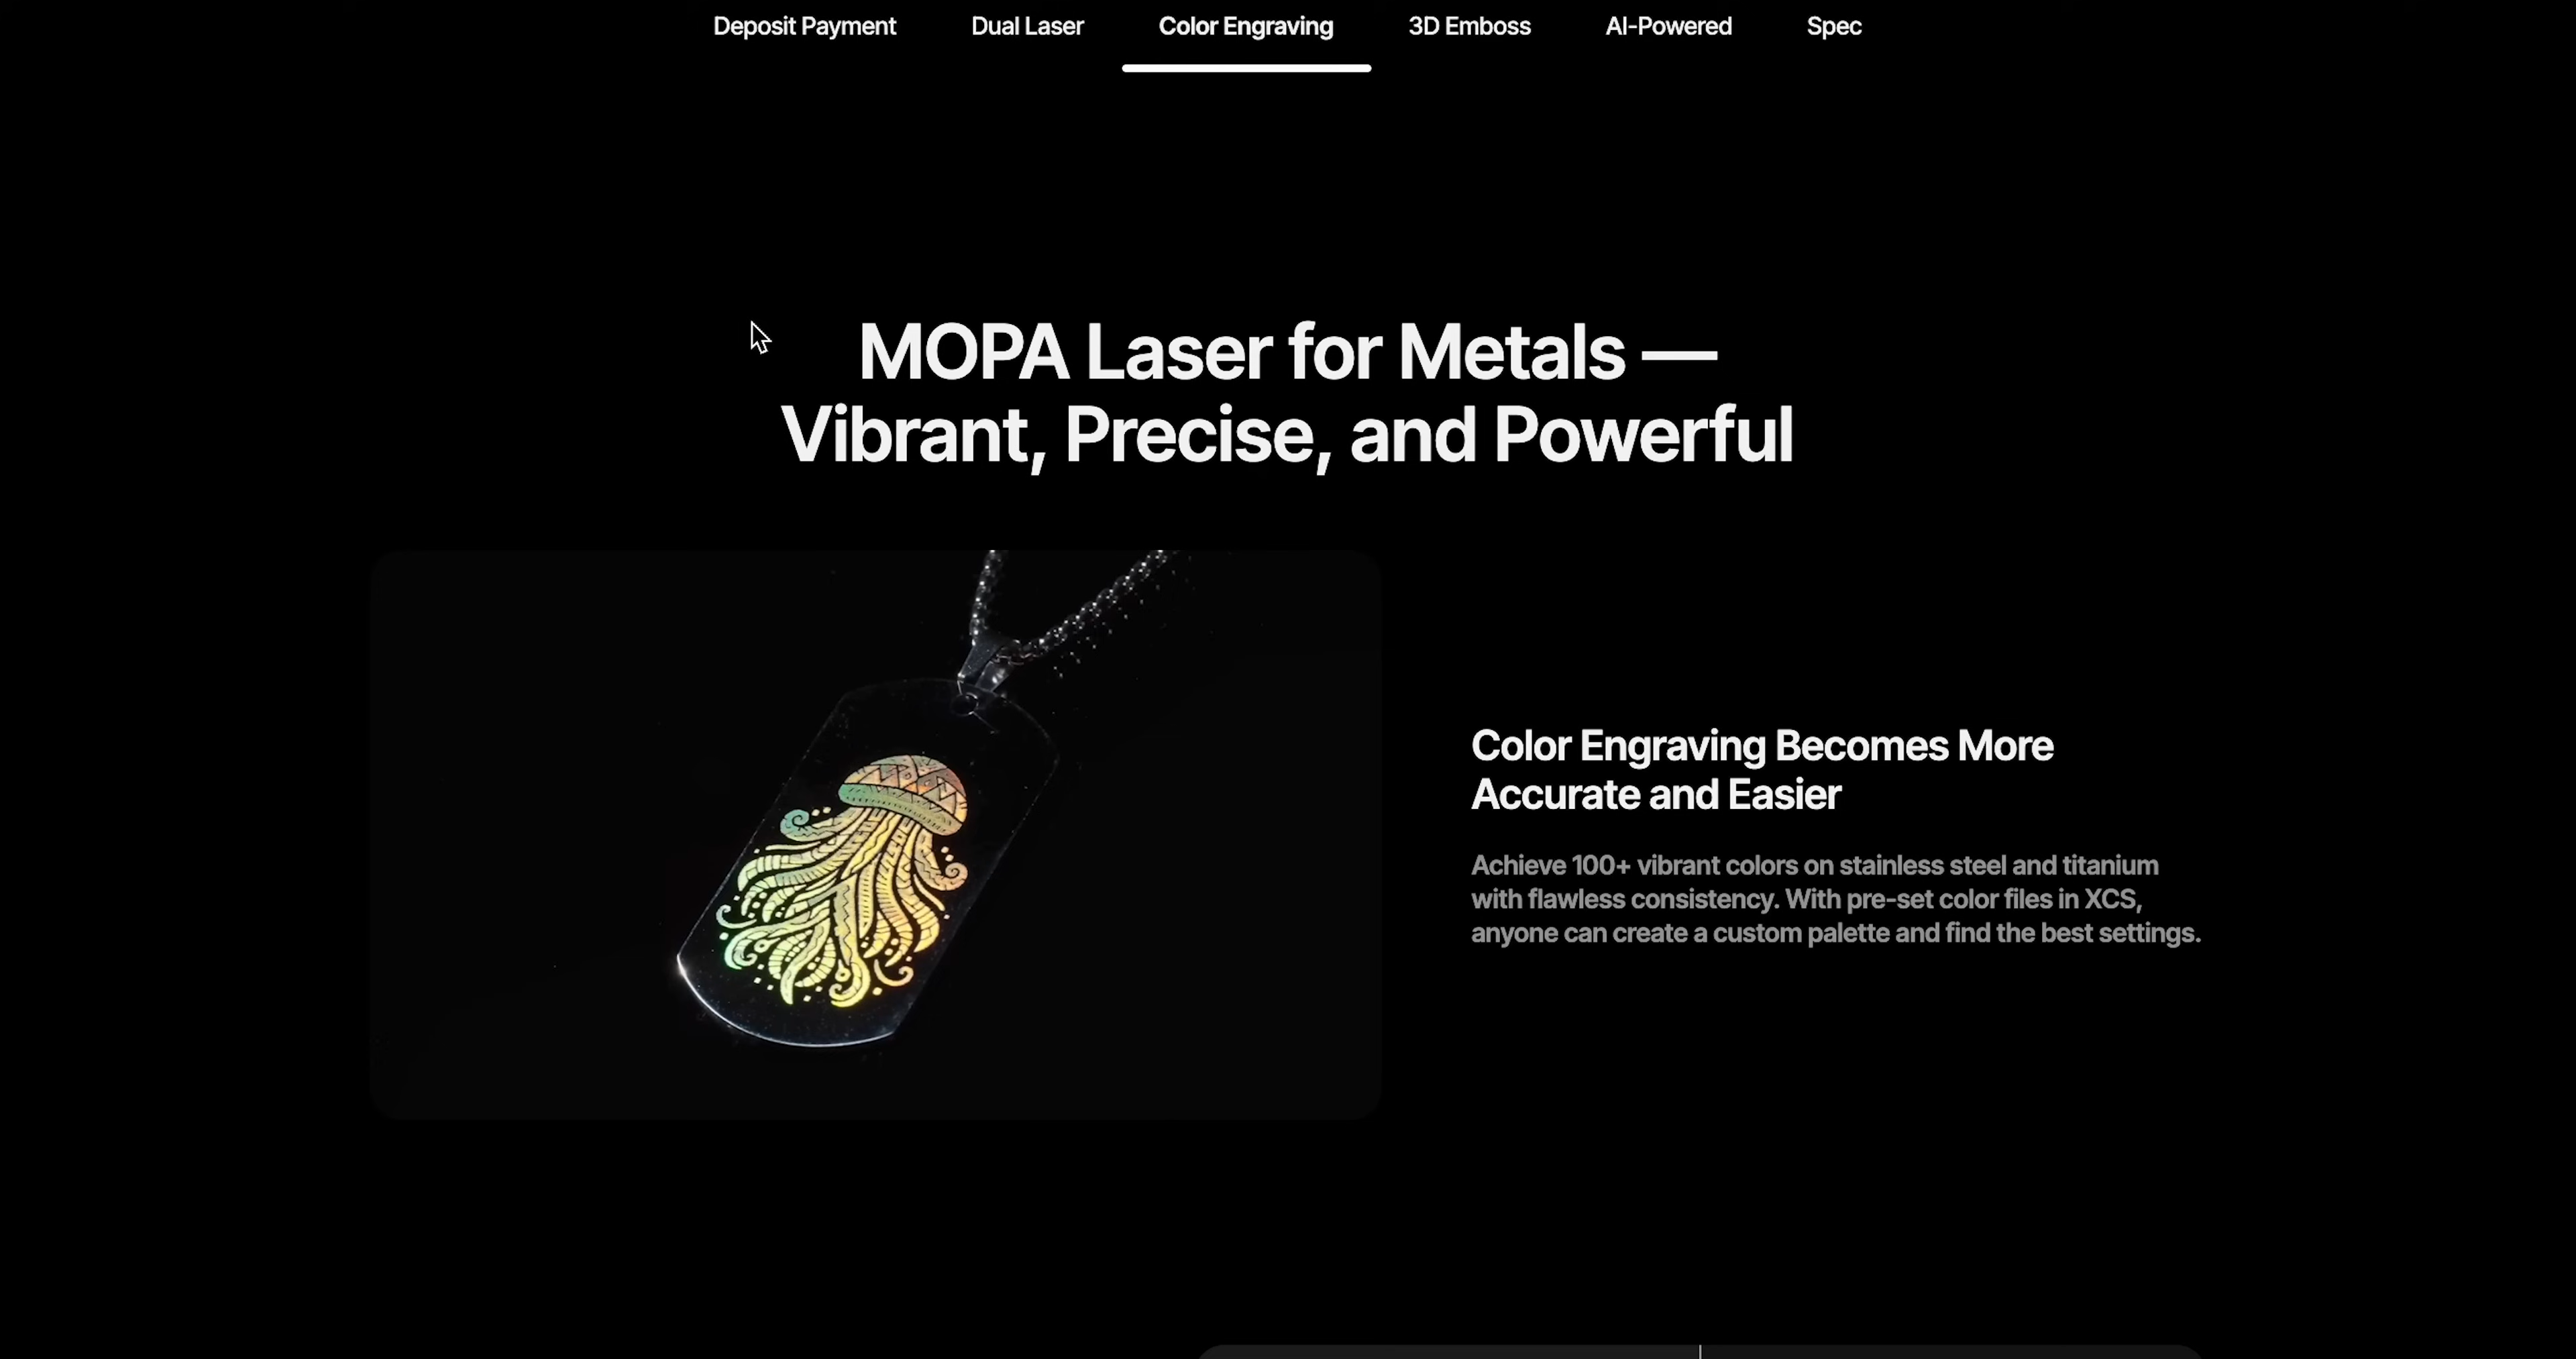 Deposit Payment
Dual Laser
Color Engraving
3D Emboss
AI-Powered
Spec
MOPA Laser for Metals —
Vibrant, Precise, and Powerful
Color Engraving Becomes More
Accurate and Easier
Achieve 100+ vibrant colors on stainless steel and titanium
with flawless consistency. With pre-set color files in XCS,
anyone can create a custom palette and find the best settings.